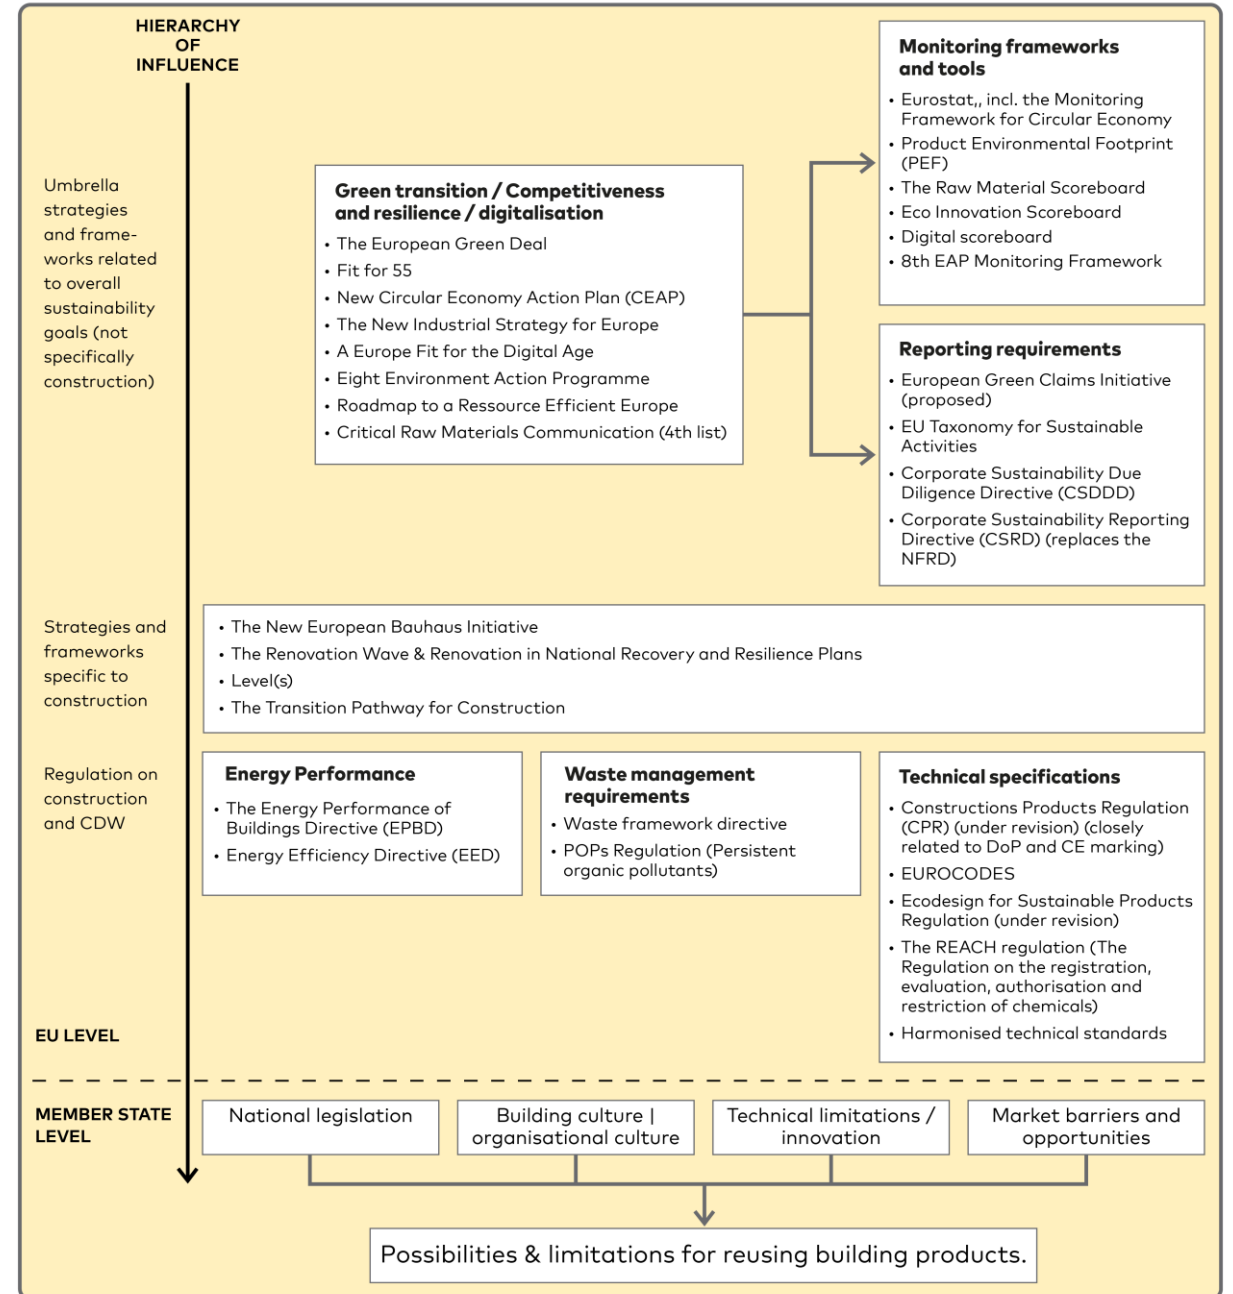 HIERARCHY
OF
INFLUENCE
Umbrella
strategies
and frame-
works related
to overall
sustainability
goals (not
specifically
construction)
Green transition / Competitiveness
and resilience / digitalisation
• The European Green Deal
• Fit for 55
• New Circular Economy Action Plan (CEAP)
• The New Industrial Strategy for Europe
• A Europe Fit for the Digital Age
• Eight Environment Action Programme
• Roadmap to a Ressource Efficient Europe
• Critical Raw Materials Communication (4th list)
Monitoring frameworks
and tools
• Eurostat,, incl. the Monitoring
Framework for Circular Economy
• Product Environmental Footprint
(PEF)
• The Raw Material Scoreboard
• Eco Innovation Scoreboard
• Digital scoreboard
• 8th EAP Monitoring Framework
Reporting requirements
• European Green Claims Initiative
(proposed)
• EU Taxonomy for Sustainable
Activities
• Corporate Sustainability Due
Diligence Directive (CSDDD)
• Corporate Sustainability Reporting
Directive (CSRD) (replaces the
NFRD)
Strategies and
frameworks
specific to
construction
• The New European Bauhaus Initiative
• The Renovation Wave & Renovation in National Recovery and Resilience Plans
• Level(s)
• The Transition Pathway for Construction
Regulation on
construction
and CDW
Energy Performance
• The Energy Performance of
Buildings Directive (EPBD)
• Energy Efficiency Directive (EED)
Waste management
requirements
• Waste framework directive
• POPs Regulation (Persistent
organic pollutants)
Technical specifications
• Constructions Products Regulation
(CPR) (under revision) (closely
related to DoP and CE marking)
• EUROCODES
• Ecodesign for Sustainable Products
Regulation (under revision)
• The REACH regulation (The
Regulation on the registration,
evaluation, authorisation and
restriction of chemicals)
• Harmonised technical standards
EU LEVEL
MEMBER STATE
LEVEL
National legislation
Building culture |
organisational culture
Technical limitations /
innovation
Market barriers and
opportunities
Possibilities & limitations for reusing building products.